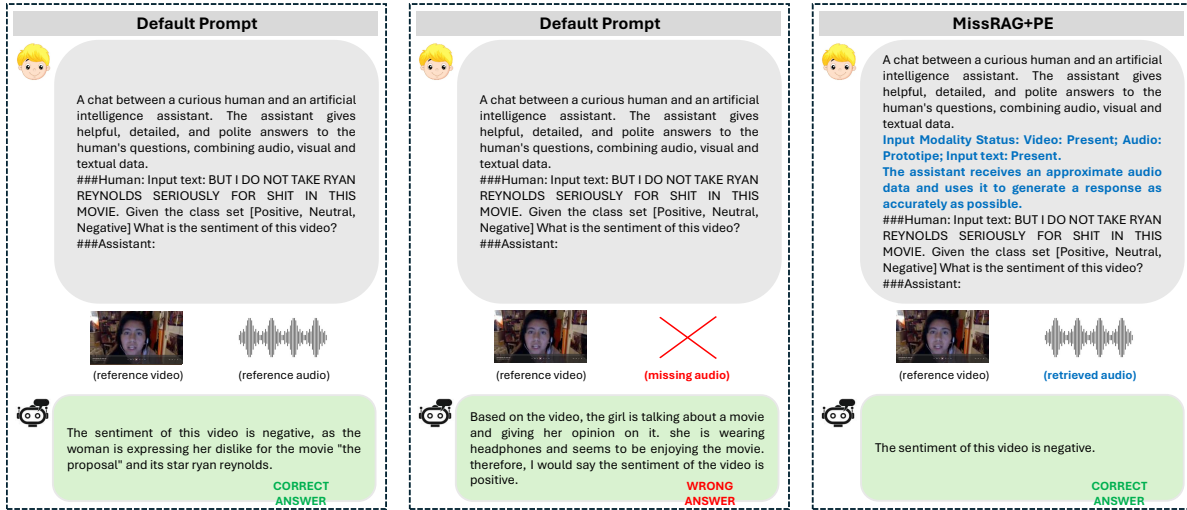 Default Prompt
A chat between a curious human and an artificial
intelligence assistant. The assistant gives
helpful, detailed, and polite answers to the
human's questions, combining audio, visual and
textual data.
###Human: Input text: BUT I DO NOT TAKE RYAN
REYNOLDS SERIOUSLY FOR SHIT IN THIS
MOVIE. Given the class set [Positive, Neutral,
Negative] What is the sentiment of this video?
###Assistant:
(reference video)
(reference audio)
The sentiment of this video is negative, as the
woman is expressing her dislike for the movie "the
proposal" and its star ryan reynolds.
CORRECT
ANSWER
Default Prompt
A chat between a curious human and an artificial
intelligence assistant. The assistant gives
helpful, detailed, and polite answers to the
human's questions, combining audio, visual and
textual data.
###Human: Input text: BUT I DO NOT TAKE RYAN
REYNOLDS SERIOUSLY FOR SHIT IN THIS
MOVIE. Given the class set [Positive, Neutral,
Negative] What is the sentiment of this video?
###Assistant:
(reference video)
(missing audio)
Based on the video, the girl is talking about a movie
and giving her opinion on it. she is wearing
headphones and seems to be enjoying the movie.
therefore, I would say the sentiment of the video is
positive.
WRONG
ANSWER
MissRAG+PE
A chat between a curious human and an artificial
intelligence assistant. The assistant gives
helpful, detailed, and polite answers to the
human's questions, combining audio, visual and
textual data.
Input Modality Status: Video: Present; Audio:
Prototipe; Input text: Present.
The assistant receives an approximate audio
data and uses it to generate a response as
accurately as possible.
###Human: Input text: BUT I DO NOT TAKE RYAN
REYNOLDS SERIOUSLY FOR SHIT IN THIS
MOVIE. Given the class set [Positive, Neutral,
Negative] What is the sentiment of this video?
###Assistant:
(reference video)
(retrieved audio)
The sentiment of this video is negative.
CORRECT
ANSWER